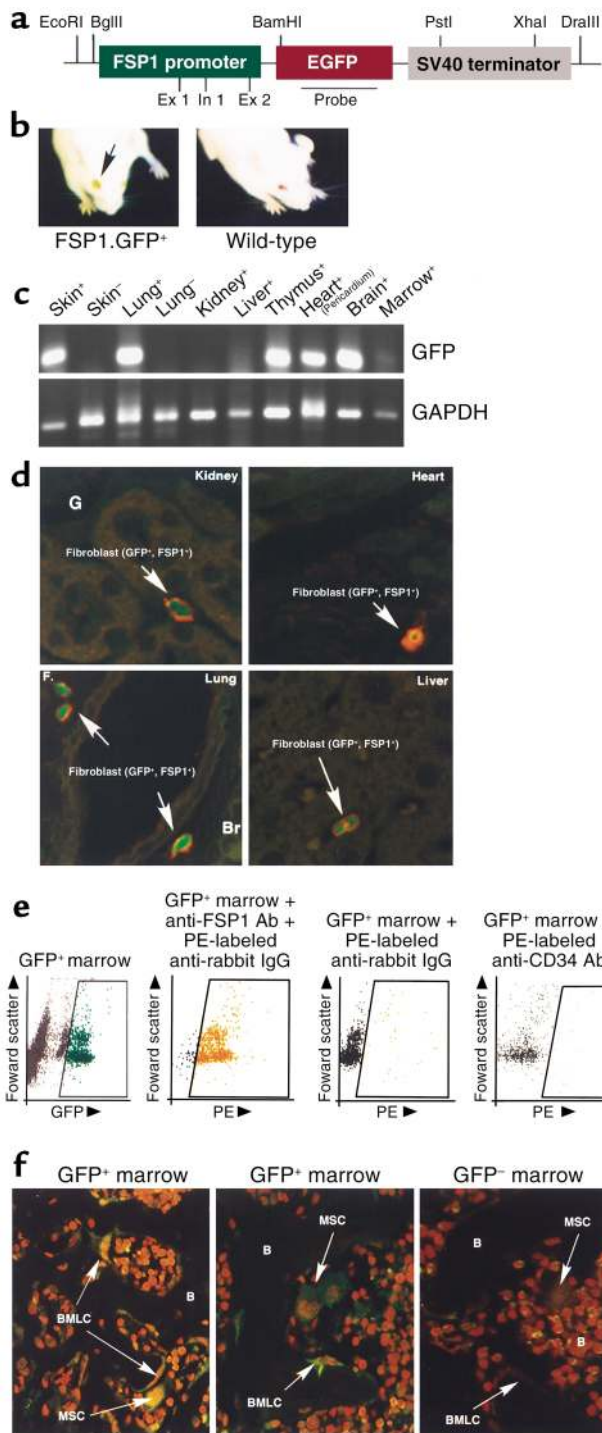 a
EcoRI BglII BamHI PstI XhaI DraIII
FSP1 promoter EGFP SV40 terminator
Ex 1 In 1 Ex 2 Probe
b
FSP1.GFP+ Wild-type
c
Skin+ Skin– Lung+ Lung– Kidney+ Liver+ Thymus+ Heart+ (Pericardium) Brain+ Marrow+
GFP
GAPDH
d
Kidney Heart
G
Fibroblast (GFP+, FSP1+)
Fibroblast (GFP+, FSP1+)
F. Lung Liver
Fibroblast (GFP+, FSP1+)
Fibroblast (GFP+, FSP1+)
Br
e
GFP+ marrow
GFP+ marrow +
anti-FSP1 Ab +
PE-labeled
anti-rabbit IgG
GFP+ marrow +
PE-labeled
anti-rabbit IgG
GFP+ marrow
PE-labeled
anti-CD34 Ab
Foward scatter ▶
Foward scatter ▶
Foward scatter ▶
Foward scatter ▶
GFP ▶ PE ▶ PE ▶ PE ▶
f
GFP+ marrow GFP+ marrow GFP– marrow
MSC MSC
B B
B
BMLC B
MSC BMLC BMLC